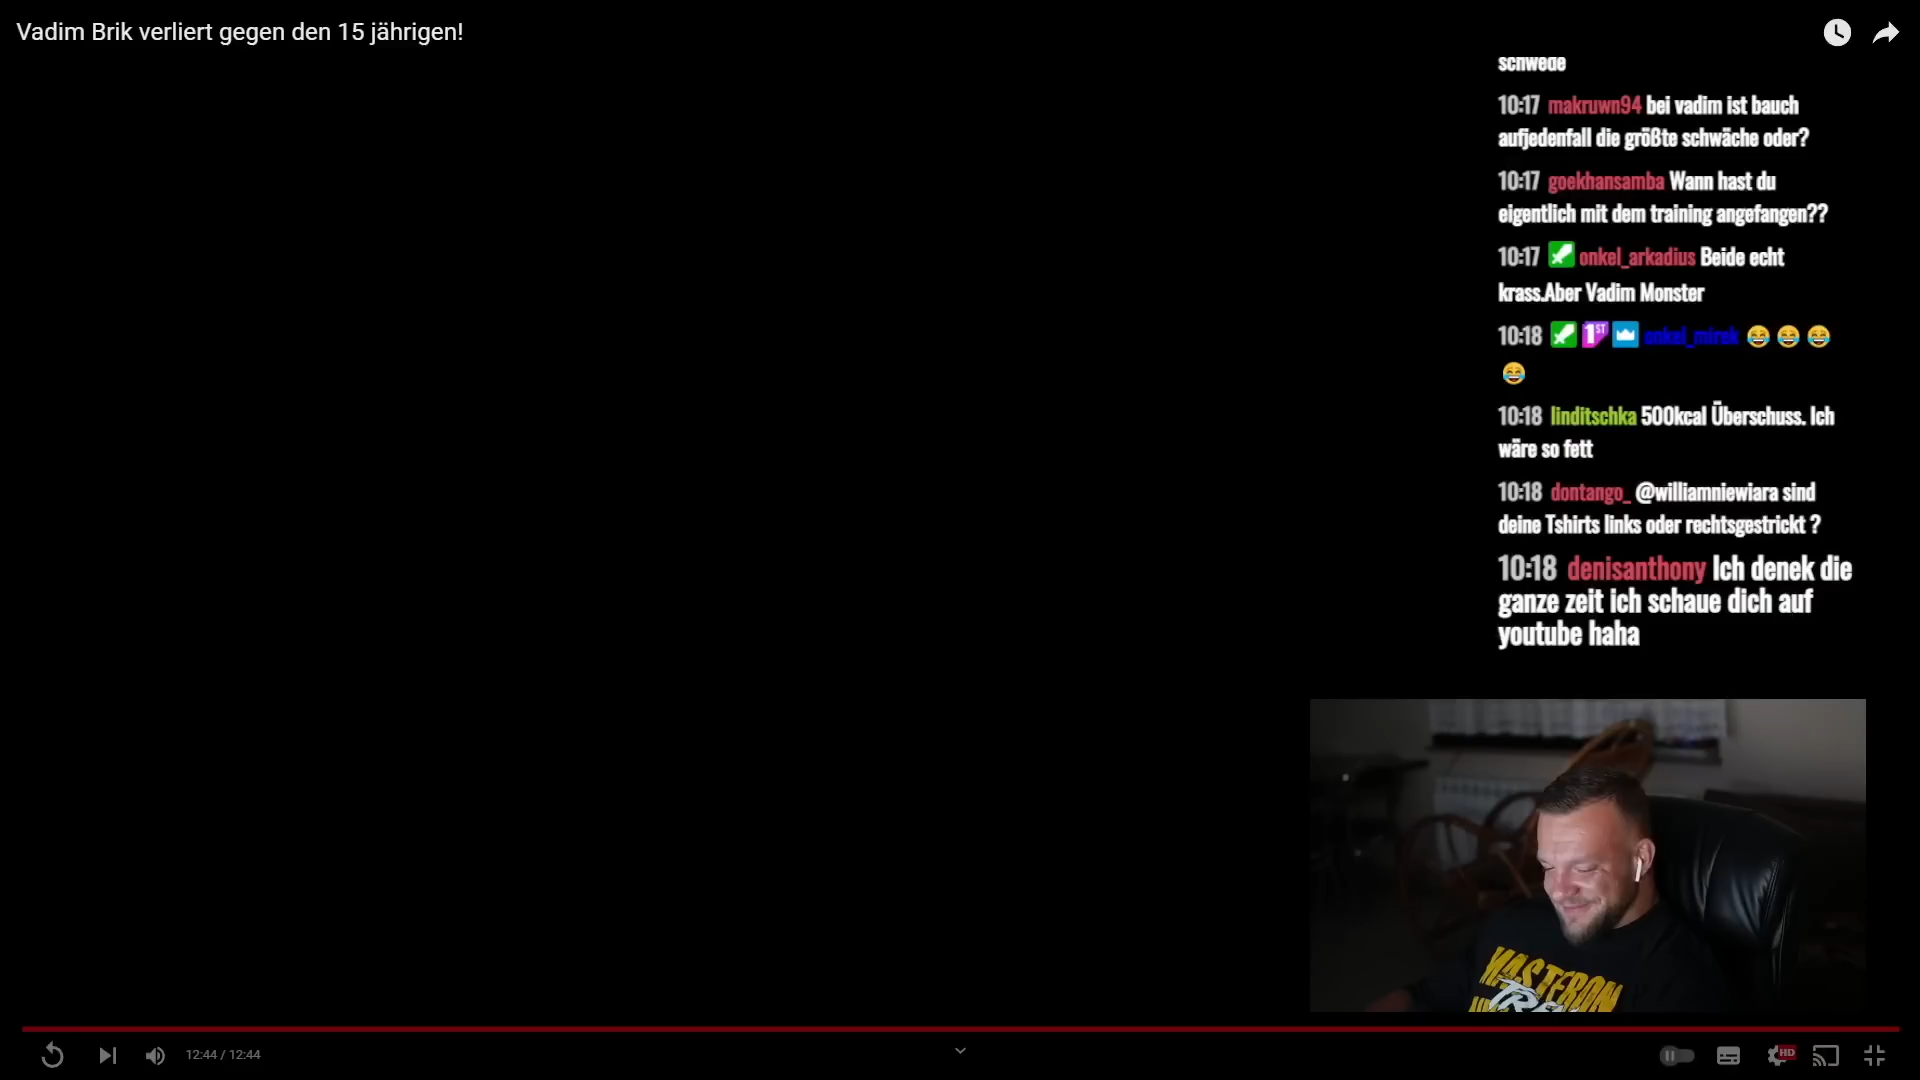 Vadim Brik verliert gegen den 15 jährigen!
schwede
10:17 makruwn94 bei vadim ist bauch
aufjedenfall die größte schwäche oder?
10:17 goekhansamba Wann hast du
eigentlich mit dem training angefangen??
10:17 onkel_arkadius Beide echt
krass.Aber Vadim Monster
10:18 1ST onkel_mirek 😂 😂 😂
😂
10:18 linditschka 500kcal Überschuss. Ich
wäre so fett
10:18 dontango_ @williamniewiara sind
deine Tshirts links oder rechtsgestrickt ?
10:18 denisanthony Ich denek die
ganze zeit ich schaue dich auf
youtube haha
MASTERON
12:44 / 12:44
HD